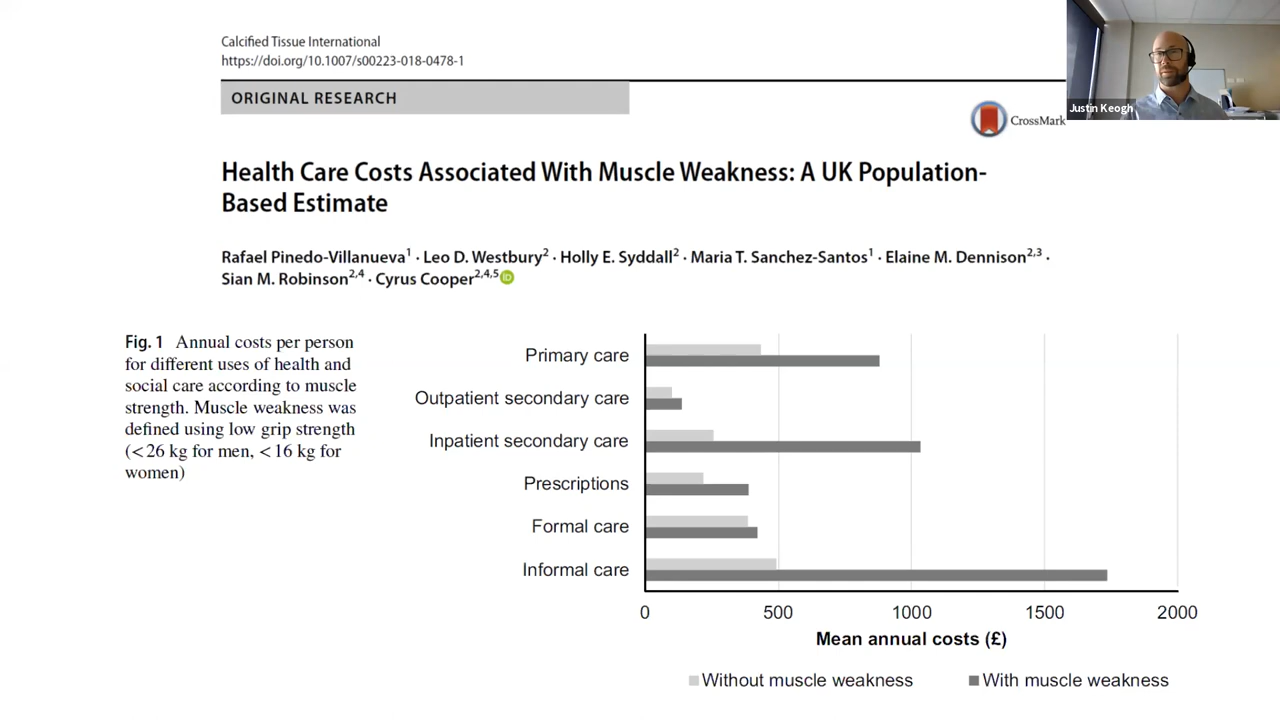 Calcified Tissue International
https://doi.org/10.1007/s00223-018-0478-1
ORIGINAL RESEARCH
CrossMark
Justin Keogh
Health Care Costs Associated With Muscle Weakness: A UK Population-
Based Estimate
Rafael Pinedo-Villanueva1 · Leo D. Westbury2 · Holly E. Syddall2 · Maria T. Sanchez-Santos1 · Elaine M. Dennison2,3 ·
Sian M. Robinson2,4 · Cyrus Cooper2,4,5 iD
Fig. 1 Annual costs per person
for different uses of health and
social care according to muscle
strength. Muscle weakness was
defined using low grip strength
(<26 kg for men, <16 kg for
women)
Primary care
Outpatient secondary care
Inpatient secondary care
Prescriptions
Formal care
Informal care
0 500 1000 1500 2000
Mean annual costs (£)
Without muscle weakness With muscle weakness